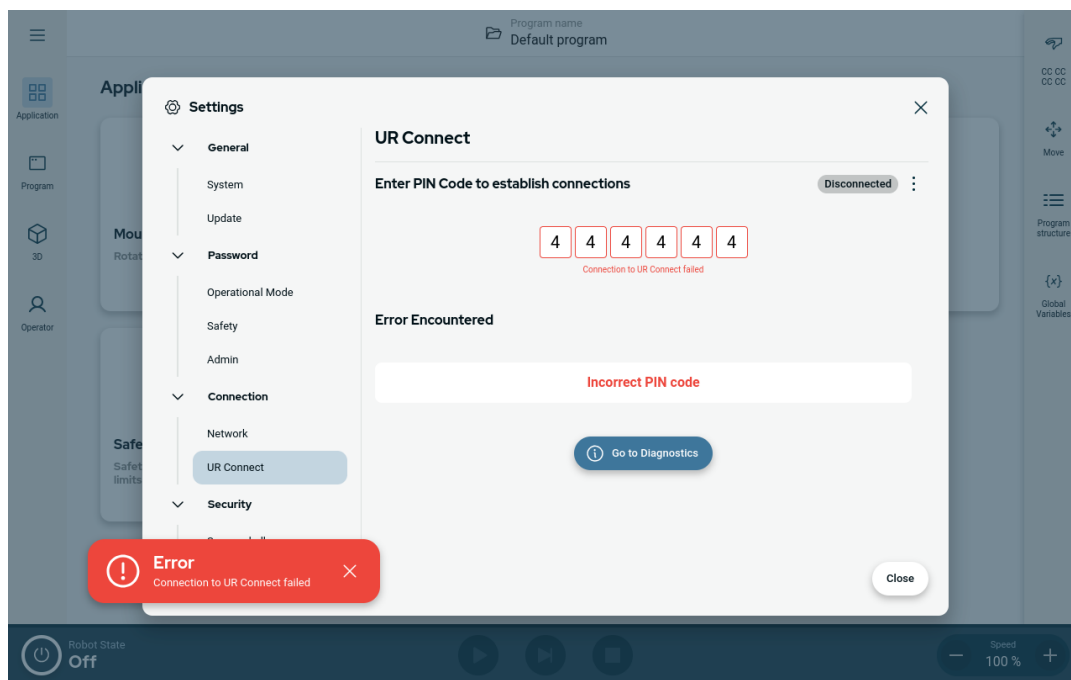 Program name
Default program
Application
Program
3D
Operator
Appli
Mou
Rotat
Safe
Safet
limits
Settings
General
System
Update
Password
Operational Mode
Safety
Admin
Connection
Network
UR Connect
Security
UR Connect
Enter PIN Code to establish connections
Disconnected
4 4 4 4 4 4
Connection to UR Connect failed
Error Encountered
Incorrect PIN code
Go to Diagnostics
Close
Error
Connection to UR Connect failed
CC CC
CC CC
Move
Program
structure
{x}
Global
Variables
Robot State
Off
Speed
100 %